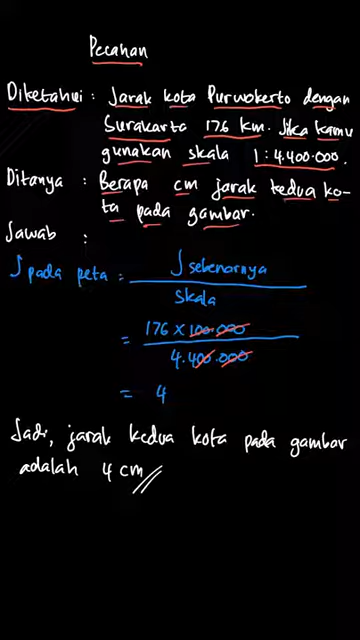 Pecahan
Diketahui : Jarak kota Purwokerto dengan
Surakarta 176 km. Jika kamu
gunakan skala 1 : 4.400.000.
Ditanya : Berapa cm jarak kedua ko-
ta pada gambar.
Jawab :
J pada peta = J sebenarnya
Skala
= 176 x 100.000
4.400.000
= 4
Jadi, jarak kedua kota pada gambar
adalah 4 cm //